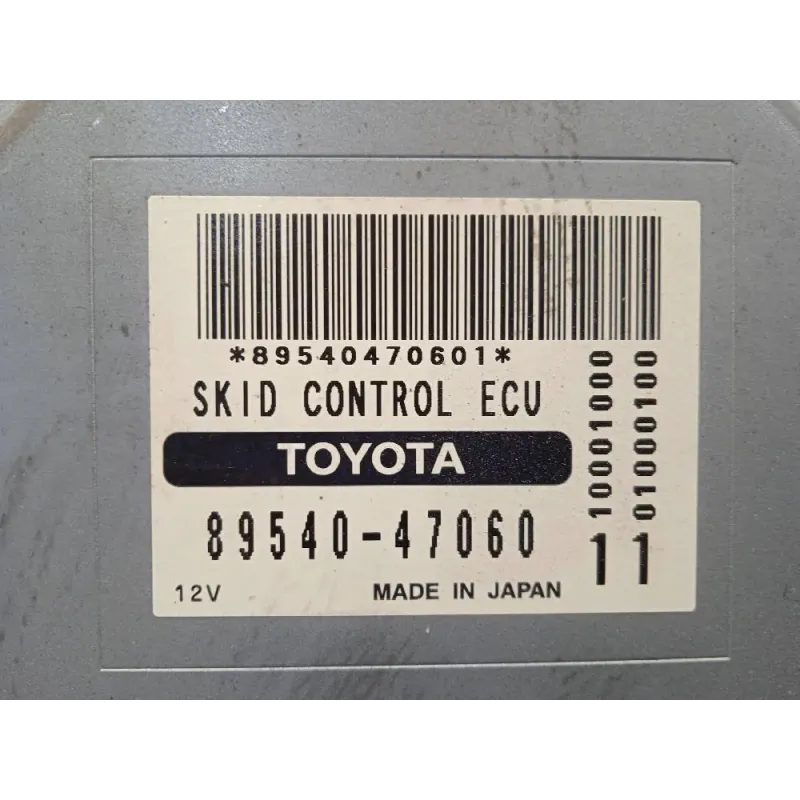 *89540470601*
SKID CONTROL ECU
TOYOTA
89540-47060
12V MADE IN JAPAN
10001000
01000100
11